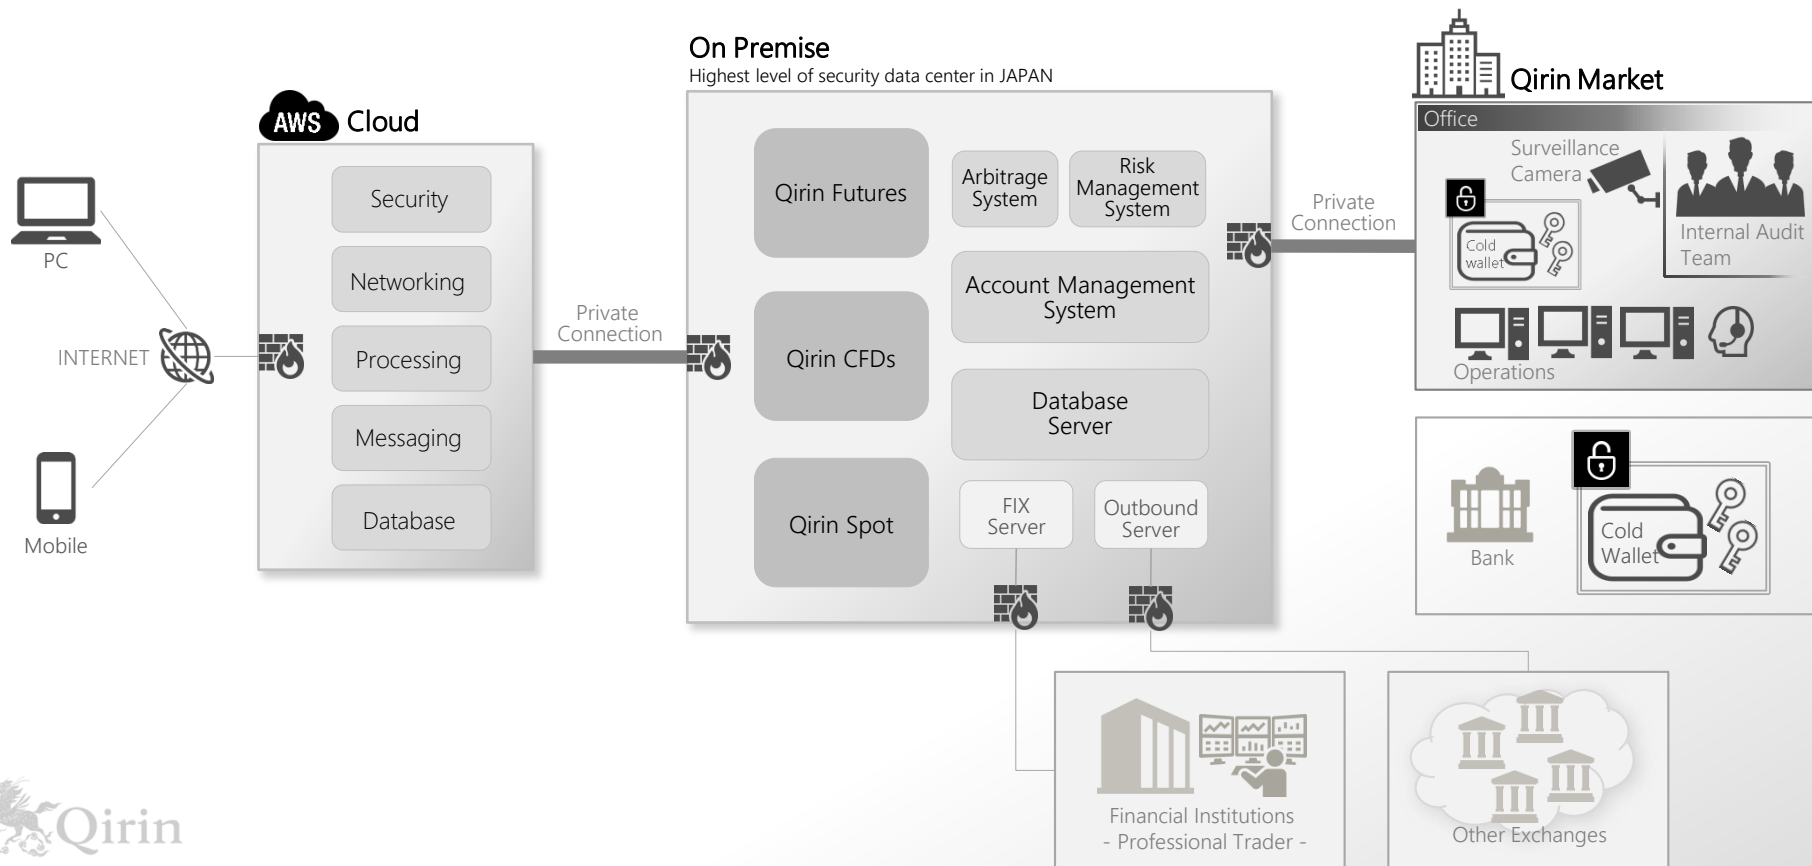 On Premise
Highest level of security data center in JAPAN
Qirin Market
AWS
Cloud
Office
Surveillance
Camera
Internal Audit
Team
Cold
wallet
Operations
PC
INTERNET
Mobile
Security
Networking
Processing
Messaging
Database
Private
Connection
Qirin Futures
Qirin CFDs
Qirin Spot
Arbitrage
System
Risk
Management
System
Account Management
System
Database
Server
FIX
Server
Outbound
Server
Private
Connection
Bank
Cold
Wallet
Financial Institutions
- Professional Trader -
Other Exchanges
Qirin